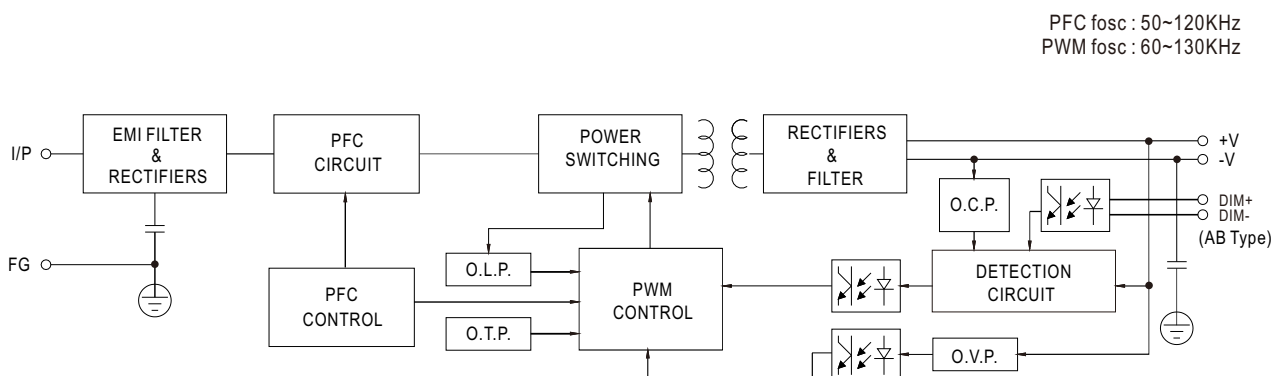 PFC fosc : 50~120KHz
PWM fosc : 60~130KHz
I/P
EMI FILTER
&
RECTIFIERS
PFC
CIRCUIT
POWER
SWITCHING
RECTIFIERS
&
FILTER
+V
-V
O.C.P.
DIM+
DIM-
(AB Type)
FG
PFC
CONTROL
O.L.P.
O.T.P.
PWM
CONTROL
DETECTION
CIRCUIT
O.V.P.